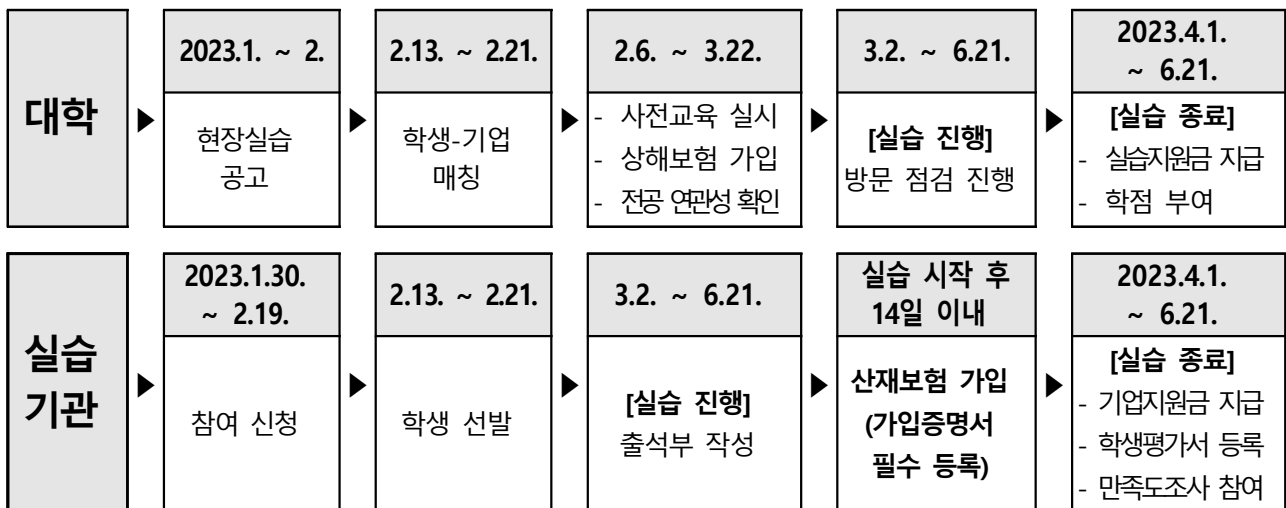 대학
▶
2023.1. ~ 2.
현장실습
공고
▶
2.13. ~ 2.21.
학생-기업
매칭
▶
2.6. ~ 3.22.
- 사전교육 실시
- 상해보험 가입
- 전공 연관성 확인
▶
3.2. ~ 6.21.
[실습 진행]
방문 점검 진행
▶
2023.4.1.
~ 6.21.
[실습 종료]
- 실습지원금 지급
- 학점 부여
실습
기관
▶
2023.1.30.
~ 2.19.
참여 신청
▶
2.13. ~ 2.21.
학생 선발
▶
3.2. ~ 6.21.
[실습 진행]
출석부 작성
▶
실습 시작 후
14일 이내
산재보험 가입
(가입증명서
필수 등록)
▶
2023.4.1.
~ 6.21.
[실습 종료]
- 기업지원금 지급
- 학생평가서 등록
- 만족도조사 참여